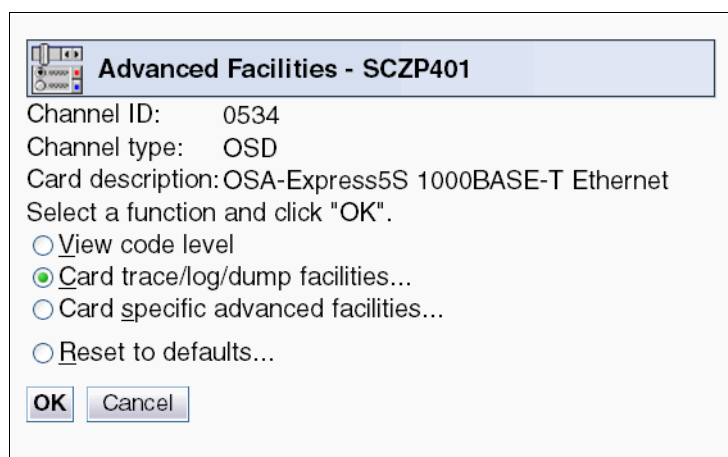 Advanced Facilities - SCZP401
Channel ID: 0534
Channel type: OSD
Card description: OSA-Express5S 1000BASE-T Ethernet
Select a function and click "OK".
View code level
Card trace/log/dump facilities...
Card specific advanced facilities...
Reset to defaults...
OK Cancel